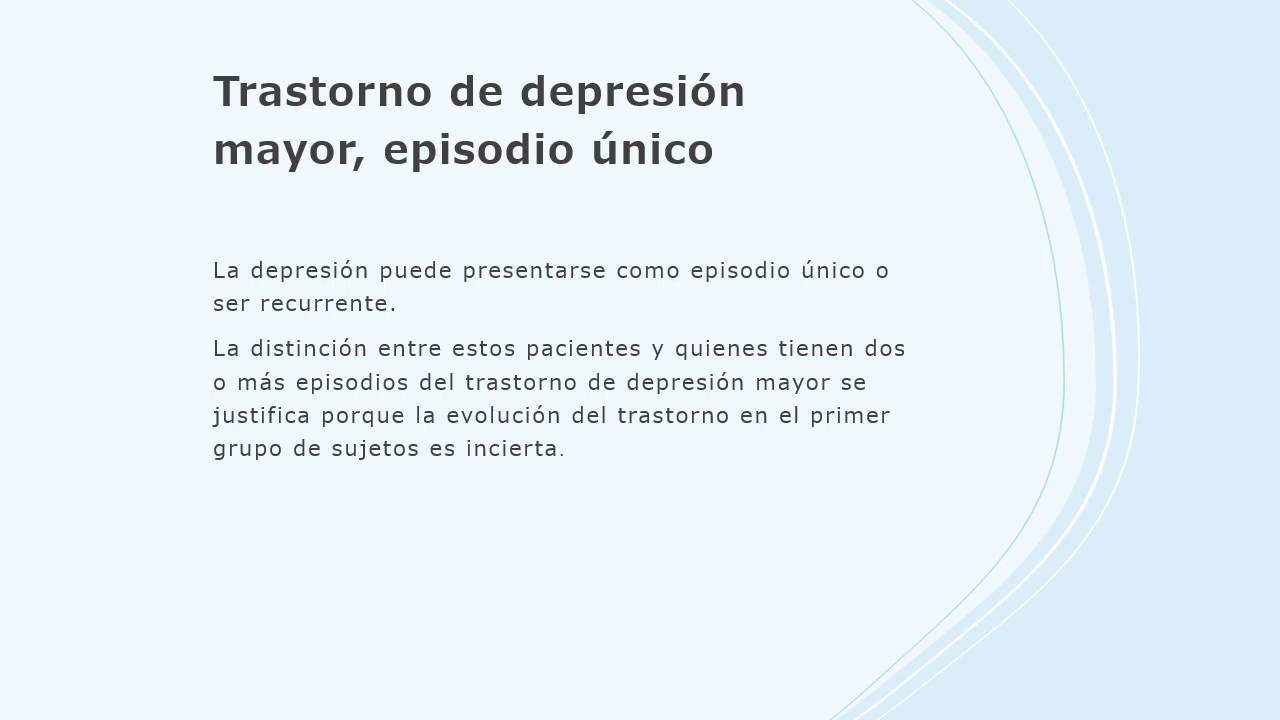 Trastorno de depresión
mayor, episodio único
La depresión puede presentarse como episodio único o
ser recurrente.
La distinción entre estos pacientes y quienes tienen dos
o más episodios del trastorno de depresión mayor se
justifica porque la evolución del trastorno en el primer
grupo de sujetos es incierta.